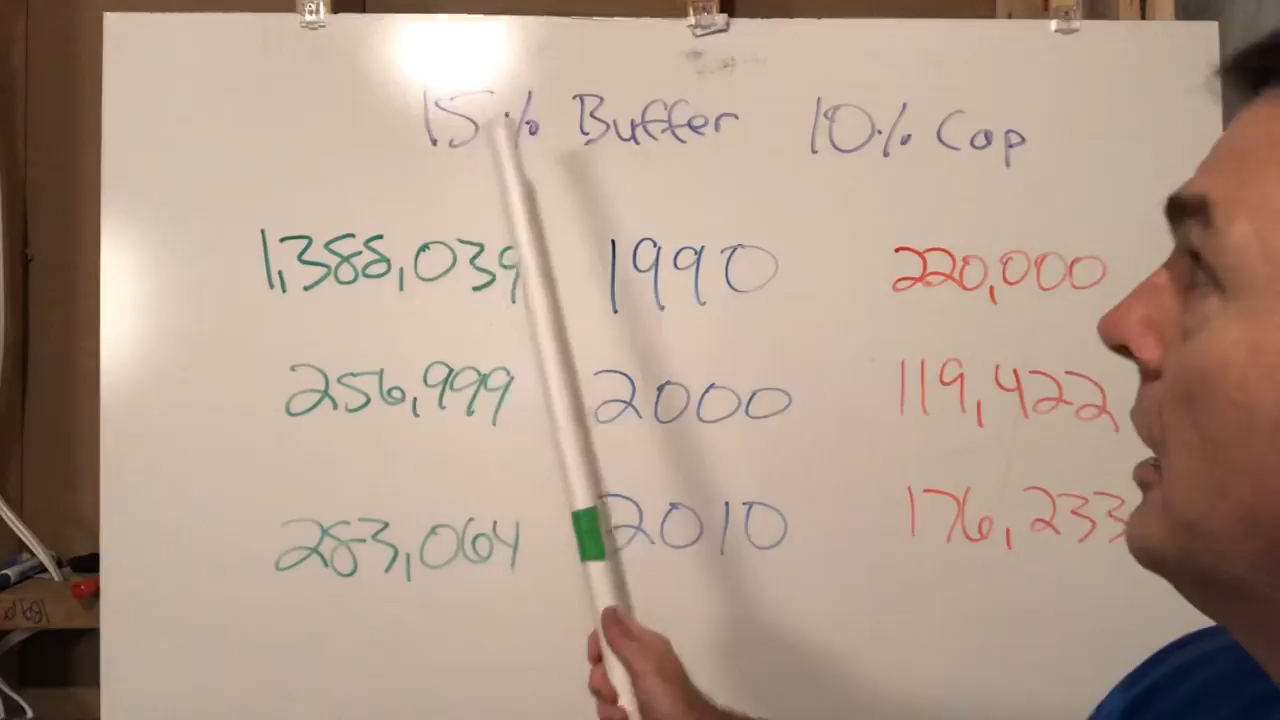 15% Buffer 10% Cap
1,388,039 1990 220,000
256,999 2000 119,422
283,064 2010 176,233